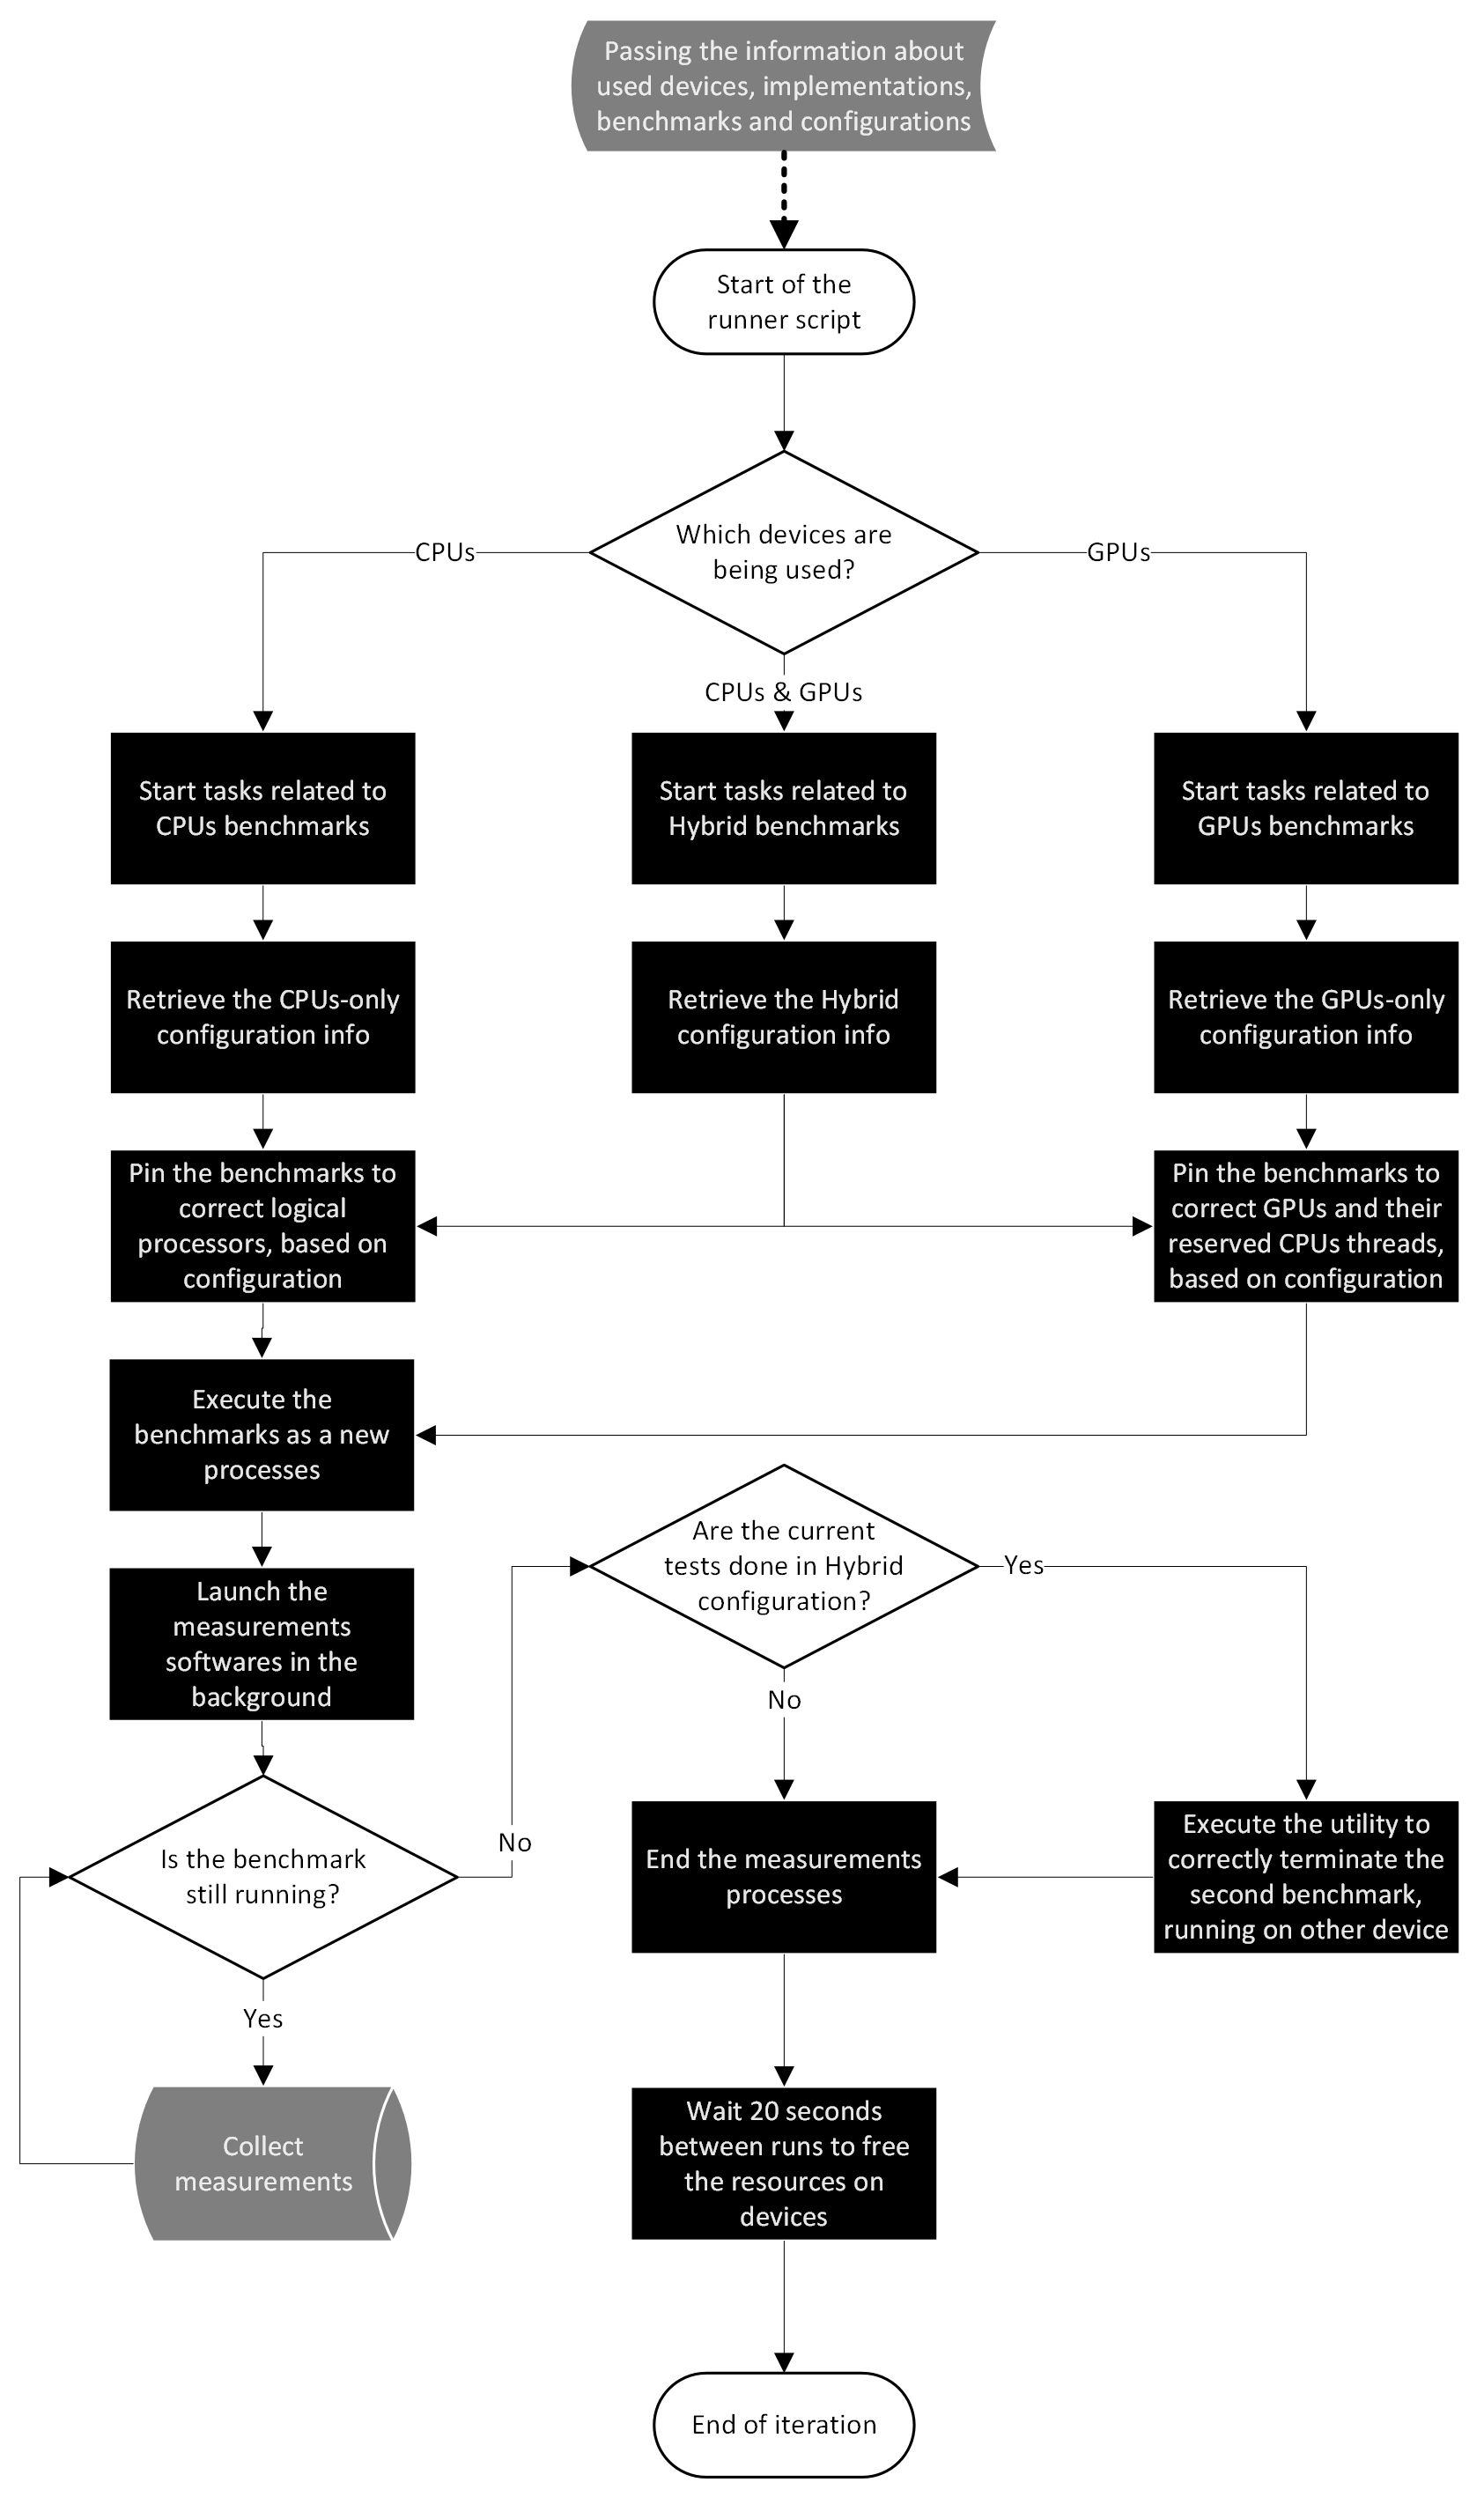 Passing the information about
used devices, implementations,
benchmarks and configurations
Start of the
runner script
Which devices are
being used?
CPUs
CPUs & GPUs
GPUs
Start tasks related to
CPUs benchmarks
Start tasks related to
Hybrid benchmarks
Start tasks related to
GPUs benchmarks
Retrieve the CPUs-only
configuration info
Retrieve the Hybrid
configuration info
Retrieve the GPUs-only
configuration info
Pin the benchmarks to
correct logical
processors, based on
configuration
Pin the benchmarks to
correct GPUs and their
reserved CPUs threads,
based on configuration
Execute the
benchmarks as a new
processes
Launch the
measurements
softwares in the
background
Is the benchmark
still running?
Yes
Collect
measurements
No
Are the current
tests done in Hybrid
configuration?
Yes
No
Execute the utility to
correctly terminate the
second benchmark,
running on other device
End the measurements
processes
Wait 20 seconds
between runs to free
the resources on
devices
End of iteration